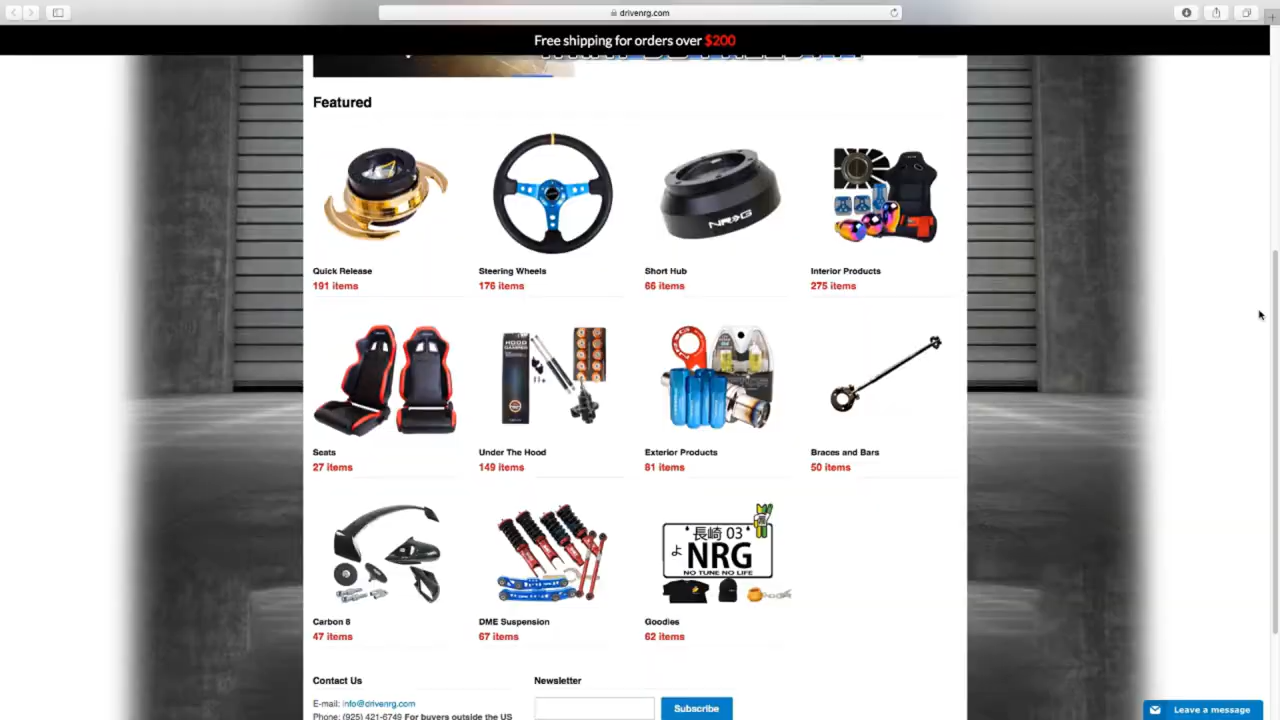 drivenrg.com
Free shipping for orders over $200
Featured
Quick Release
191 items
Steering Wheels
176 items
NRG
Short Hub
66 items
Interior Products
275 items
Seats
27 items
HOOD
DAMPER
Under The Hood
149 items
Exterior Products
81 items
Braces and Bars
50 items
Carbon 8
47 items
DME Suspension
67 items
長崎 03
よ NRG
NO TUNE NO LIFE
Goodies
62 items
Contact Us
E-mail: info@drivenrg.com
Phone: (925) 421-6749 For buyers outside the US
Newsletter
Subscribe
Leave a message